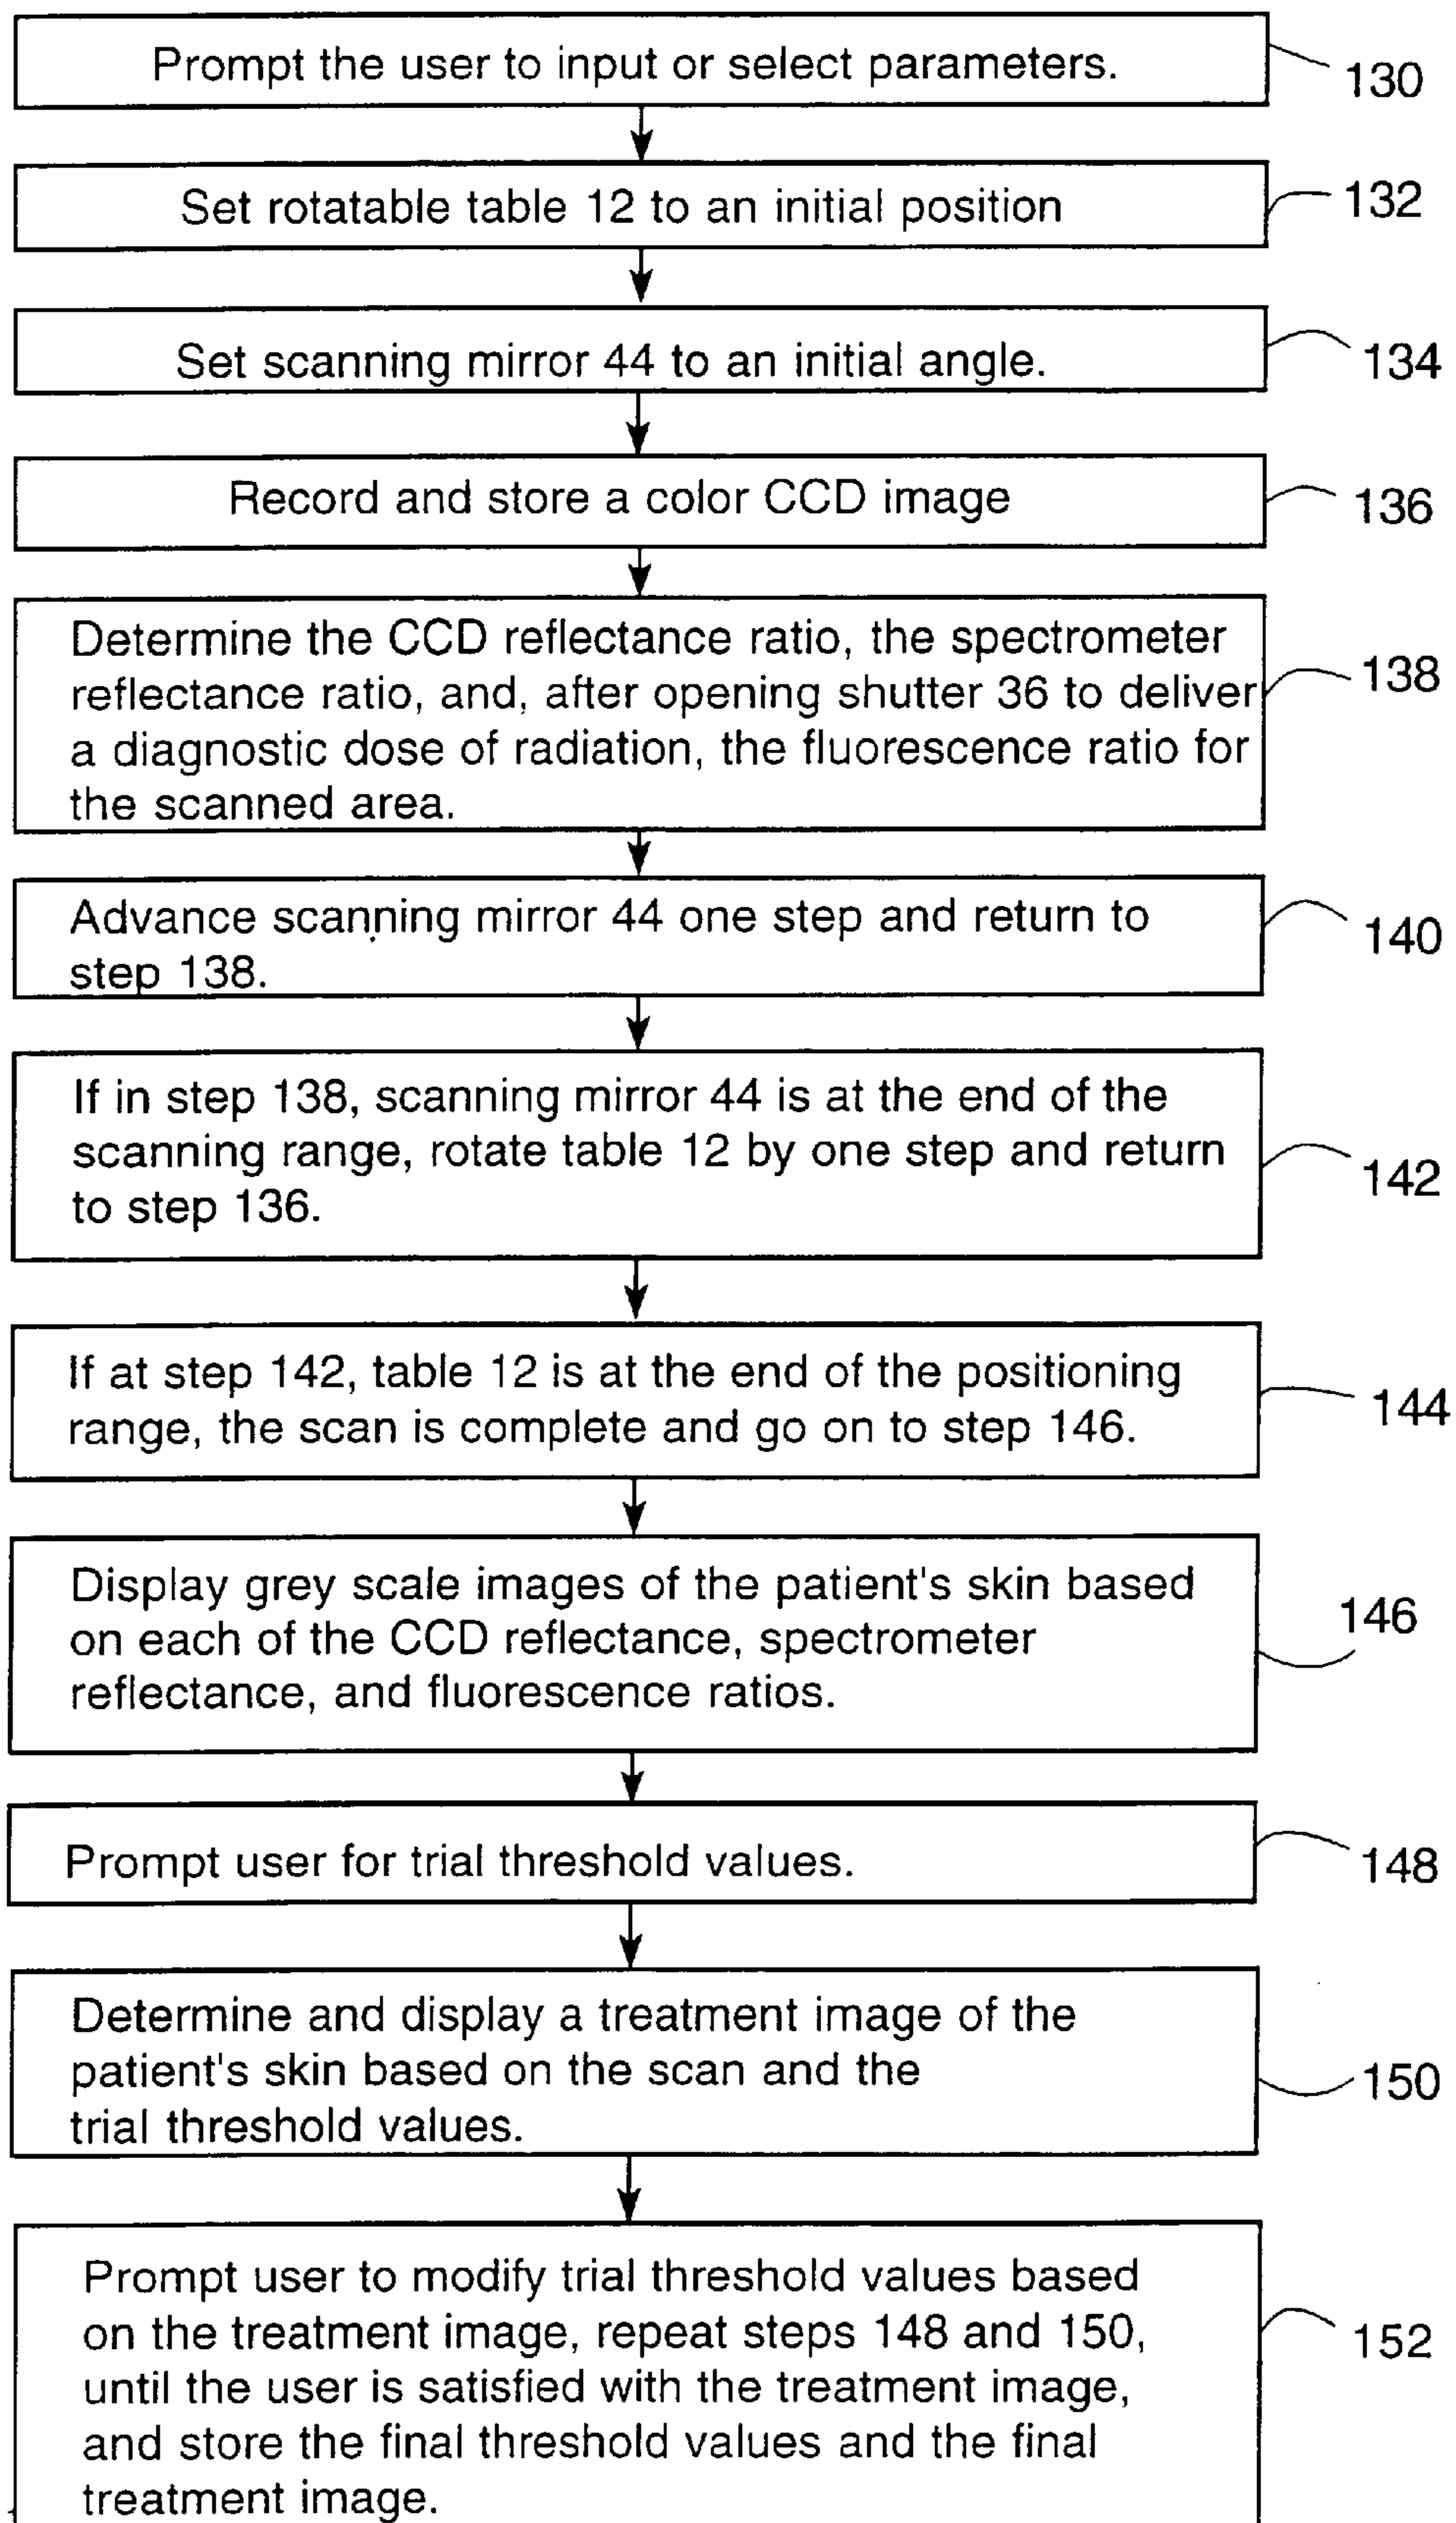 Prompt the user to input or select parameters.
130
Set rotatable table 12 to an initial position
132
Set scanning mirror 44 to an initial angle.
134
Record and store a color CCD image
136
Determine the CCD reflectance ratio, the spectrometer
reflectance ratio, and, after opening shutter 36 to deliver
a diagnostic dose of radiation, the fluorescence ratio for
the scanned area.
138
Advance scanning mirror 44 one step and return to
step 138.
140
If in step 138, scanning mirror 44 is at the end of the
scanning range, rotate table 12 by one step and return
to step 136.
142
If at step 142, table 12 is at the end of the positioning
range, the scan is complete and go on to step 146.
144
Display grey scale images of the patient's skin based
on each of the CCD reflectance, spectrometer
reflectance, and fluorescence ratios.
146
Prompt user for trial threshold values.
148
Determine and display a treatment image of the
patient's skin based on the scan and the
trial threshold values.
150
Prompt user to modify trial threshold values based
on the treatment image, repeat steps 148 and 150,
until the user is satisfied with the treatment image,
and store the final threshold values and the final
treatment image.
152